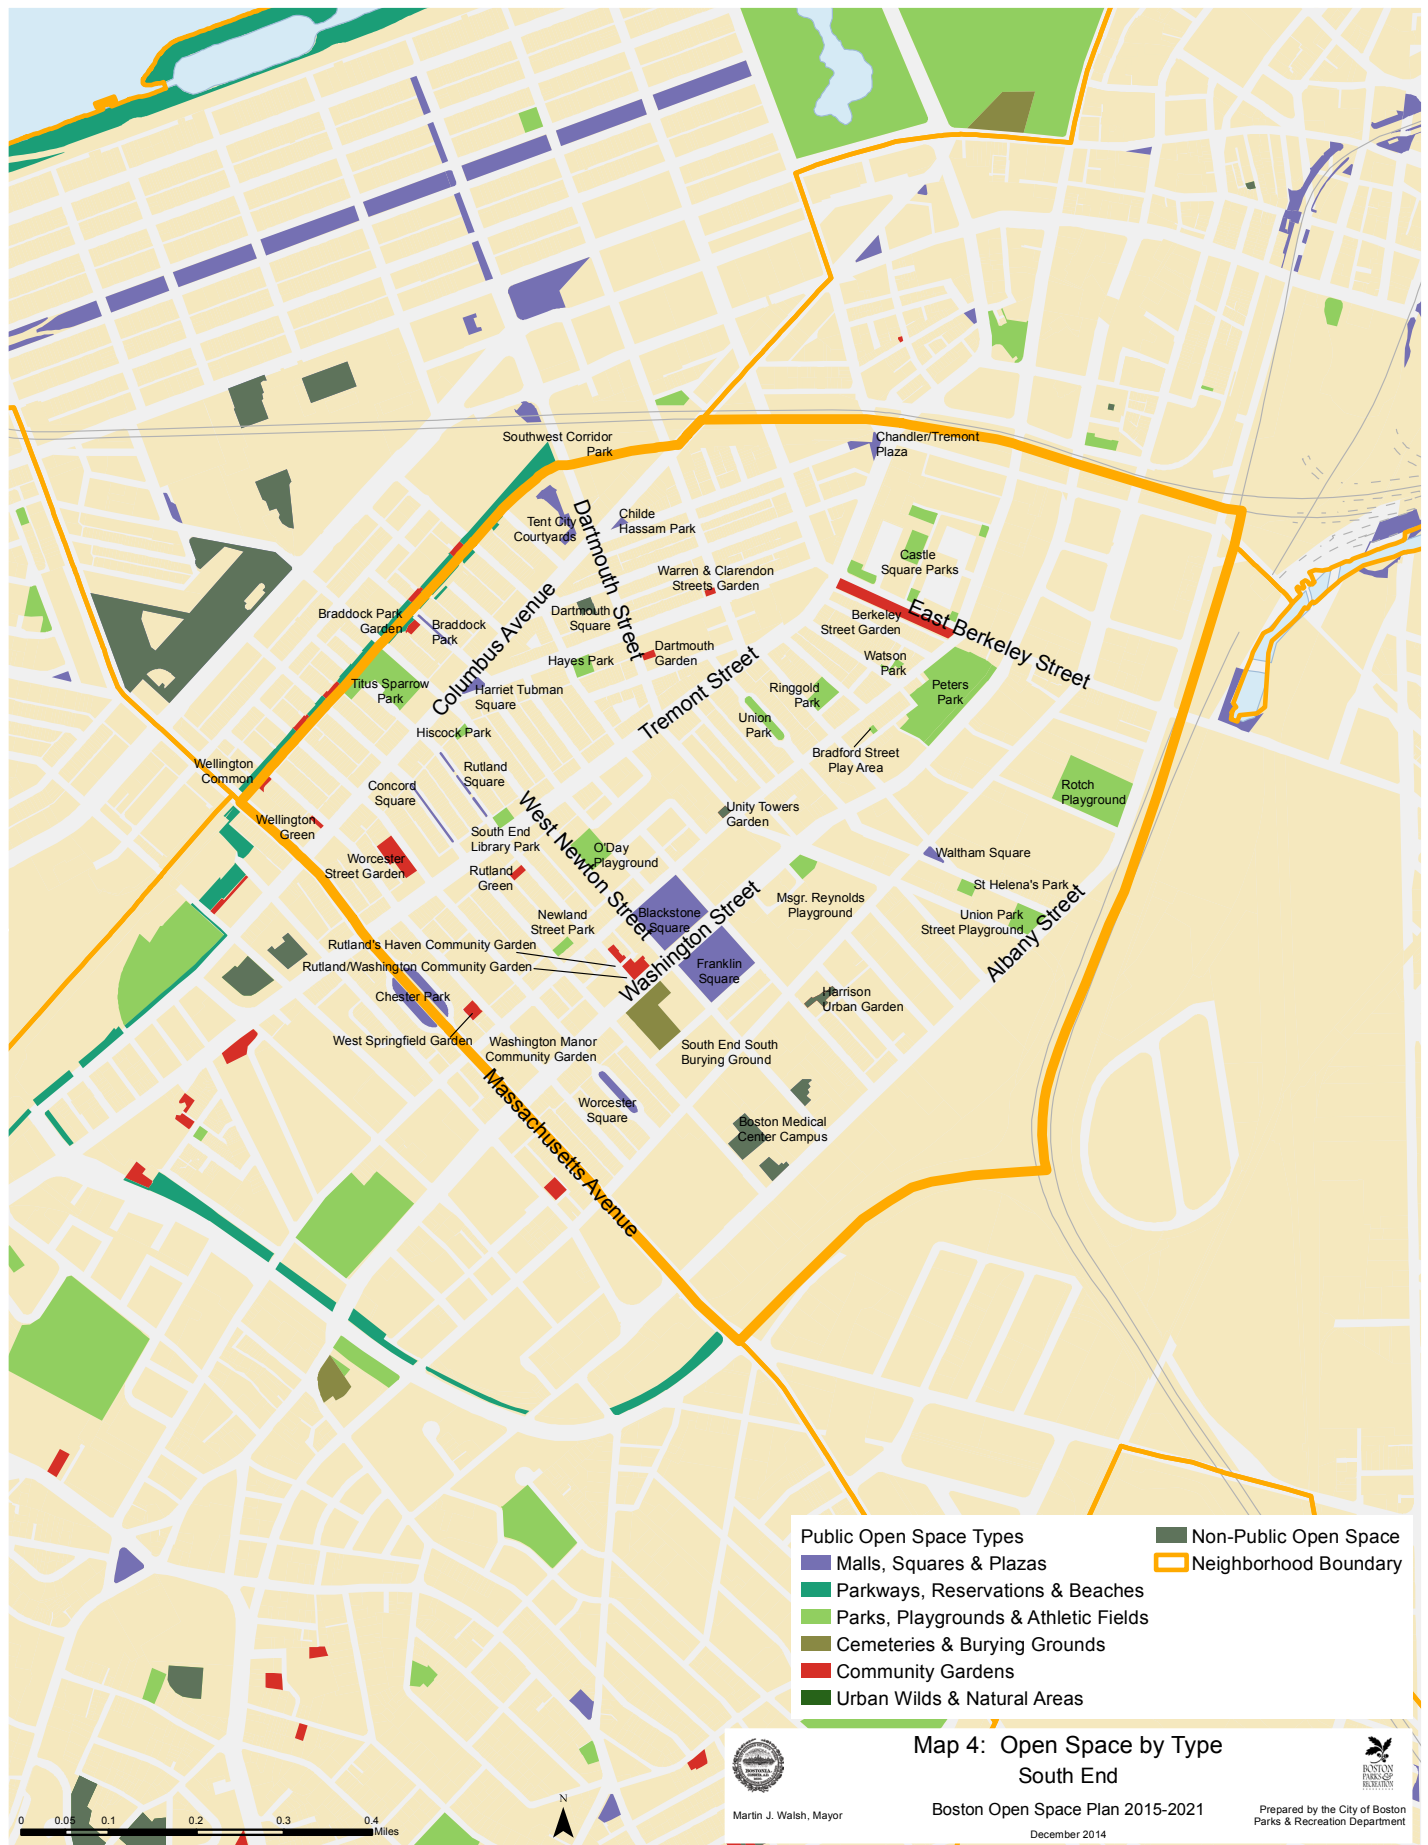 Southwest Corridor
Park
Chandler/Tremont
Plaza
Tent City
Courtyards
Childe
Hassam Park
Dartmouth Street
Castle
Square Parks
Warren & Clarendon
Streets Garden
Columbus Avenue
Braddock Park
Garden
Braddock
Park
Dartmouth
Square
Berkeley
Street Garden
East Berkeley Street
Hayes Park
Dartmouth
Garden
Watson
Park
Titus Sparrow
Park
Harriet Tubman
Square
Tremont Street
Ringgold
Park
Peters
Park
Hiscock Park
Union
Park
Bradford Street
Play Area
Wellington
Common
Rutland
Square
Concord
Square
Rotch
Playground
Wellington
Green
West Newton Street
Unity Towers
Garden
South End
Library Park
O'Day
Playground
Worcester
Street Garden
Rutland
Green
Waltham Square
St Helena's Park
Msgr. Reynolds
Playground
Newland
Street Park
Blackstone
Square
Washington Street
Union Park
Street Playground
Albany Street
Rutland's Haven Community Garden
Rutland/Washington Community Garden
Franklin
Square
Chester Park
Harrison
Urban Garden
West Springfield Garden
Washington Manor
Community Garden
South End South
Burying Ground
Massachusetts Avenue
Worcester
Square
Boston Medical
Center Campus
Public Open Space Types
Malls, Squares & Plazas
Parkways, Reservations & Beaches
Parks, Playgrounds & Athletic Fields
Cemeteries & Burying Grounds
Community Gardens
Urban Wilds & Natural Areas
Non-Public Open Space
Neighborhood Boundary
Map 4: Open Space by Type
South End
Boston Open Space Plan 2015-2021
December 2014
Martin J. Walsh, Mayor
BOSTON
PARKS &
RECREATION
Prepared by the City of Boston
Parks & Recreation Department
N
0 0.05 0.1 0.2 0.3 0.4
Miles